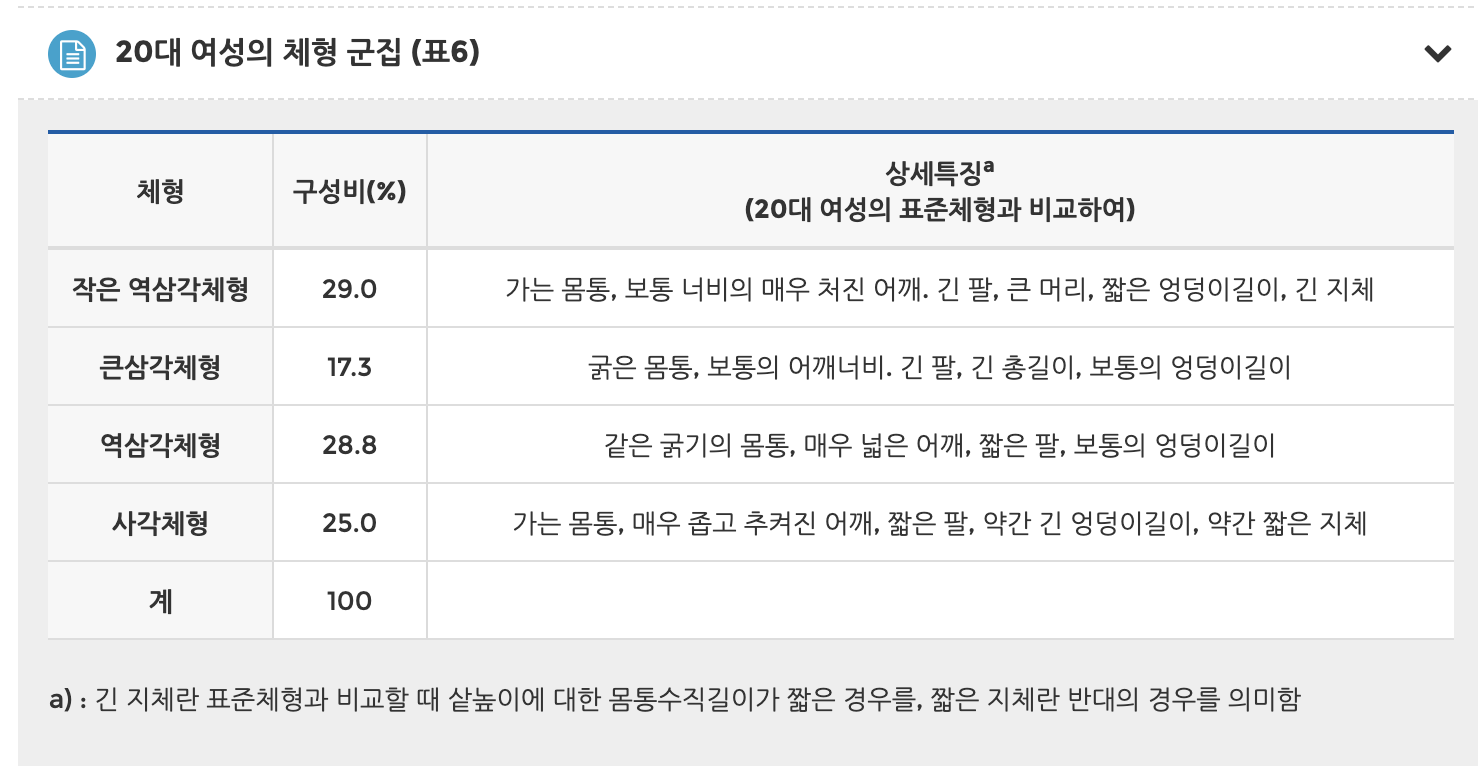 20대 여성의 체형 군집 (표6)
체형 구성비(%) 상세특징a
(20대 여성의 표준체형과 비교하여)
작은 역삼각체형 29.0 가는 몸통, 보통 너비의 매우 처진 어깨. 긴 팔, 큰 머리, 짧은 엉덩이길이, 긴 지체
큰삼각체형 17.3 굵은 몸통, 보통의 어깨너비. 긴 팔, 긴 총길이, 보통의 엉덩이길이
역삼각체형 28.8 같은 굵기의 몸통, 매우 넓은 어깨, 짧은 팔, 보통의 엉덩이길이
사각체형 25.0 가는 몸통, 매우 좁고 추켜진 어깨, 짧은 팔, 약간 긴 엉덩이길이, 약간 짧은 지체
계 100
a) : 긴 지체란 표준체형과 비교할 때 샅높이에 대한 몸통수직길이가 짧은 경우를, 짧은 지체란 반대의 경우를 의미함